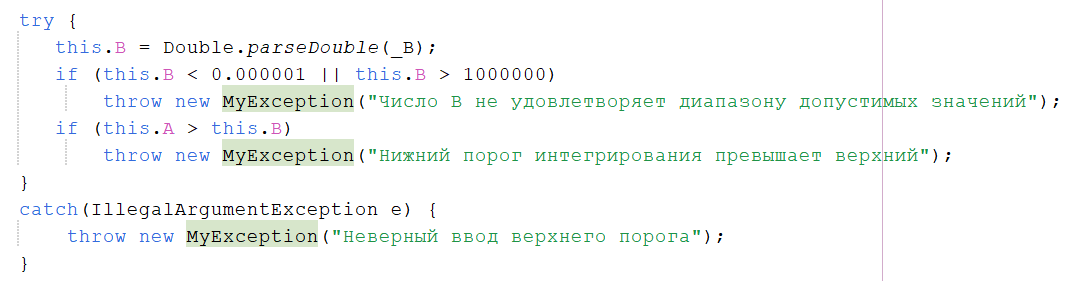 try {
this.B = Double.parseDouble(_B);
if (this.B < 0.000001 || this.B > 1000000)
throw new MyException("Число B не удовлетворяет диапазону допустимых значений");
if (this.A > this.B)
throw new MyException("Нижний порог интегрирования превышает верхний");
}
catch(IllegalArgumentException e) {
throw new MyException("Неверный ввод верхнего порога");
}